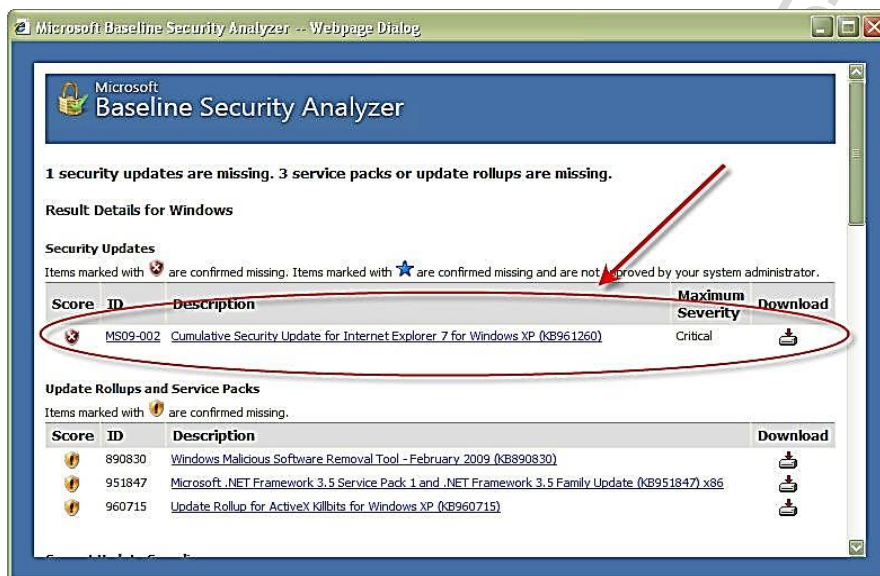 Microsoft Baseline Security Analyzer -- Webpage Dialog
Microsoft
Baseline Security Analyzer
1 security updates are missing. 3 service packs or update rollups are missing.
Result Details for Windows
Security Updates
Items marked with are confirmed missing. Items marked with are confirmed missing and are not approved by your system administrator.
Score ID Description Maximum Severity Download
MS09-002 Cumulative Security Update for Internet Explorer 7 for Windows XP (KB961260) Critical
Update Rollups and Service Packs
Items marked with are confirmed missing.
Score ID Description Download
890830 Windows Malicious Software Removal Tool - February 2009 (KB890830)
951847 Microsoft .NET Framework 3.5 Service Pack 1 and .NET Framework 3.5 Family Update (KB951847) x86
960715 Update Rollup for ActiveX Killbits for Windows XP (KB960715)